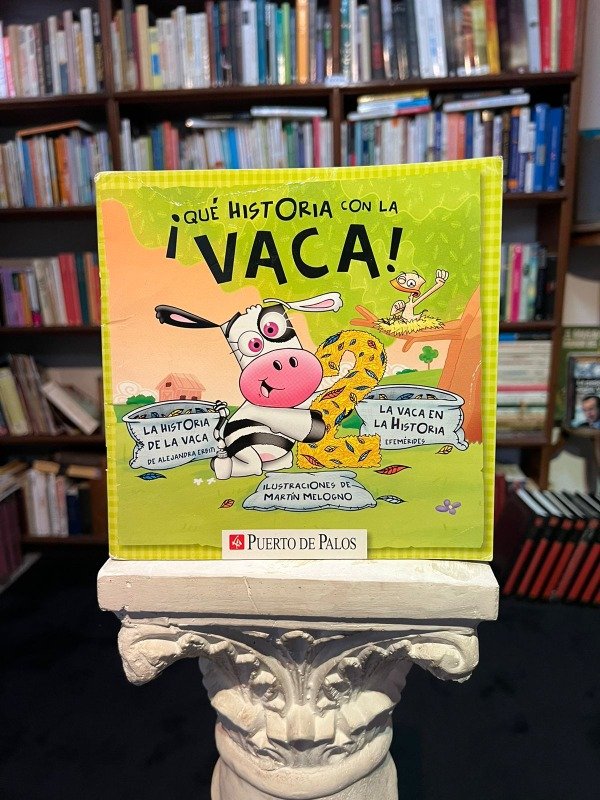 ¡QUÉ HISTORIA CON LA
VACA!
2
LA HISTORIA
DE LA VACA
DE ALEJANDRA ERBITI
LA VACA EN
LA HISTORIA
EFEMÉRIDES
ILUSTRACIONES DE
MARTÍN MELOGNO
PUERTO DE PALOS